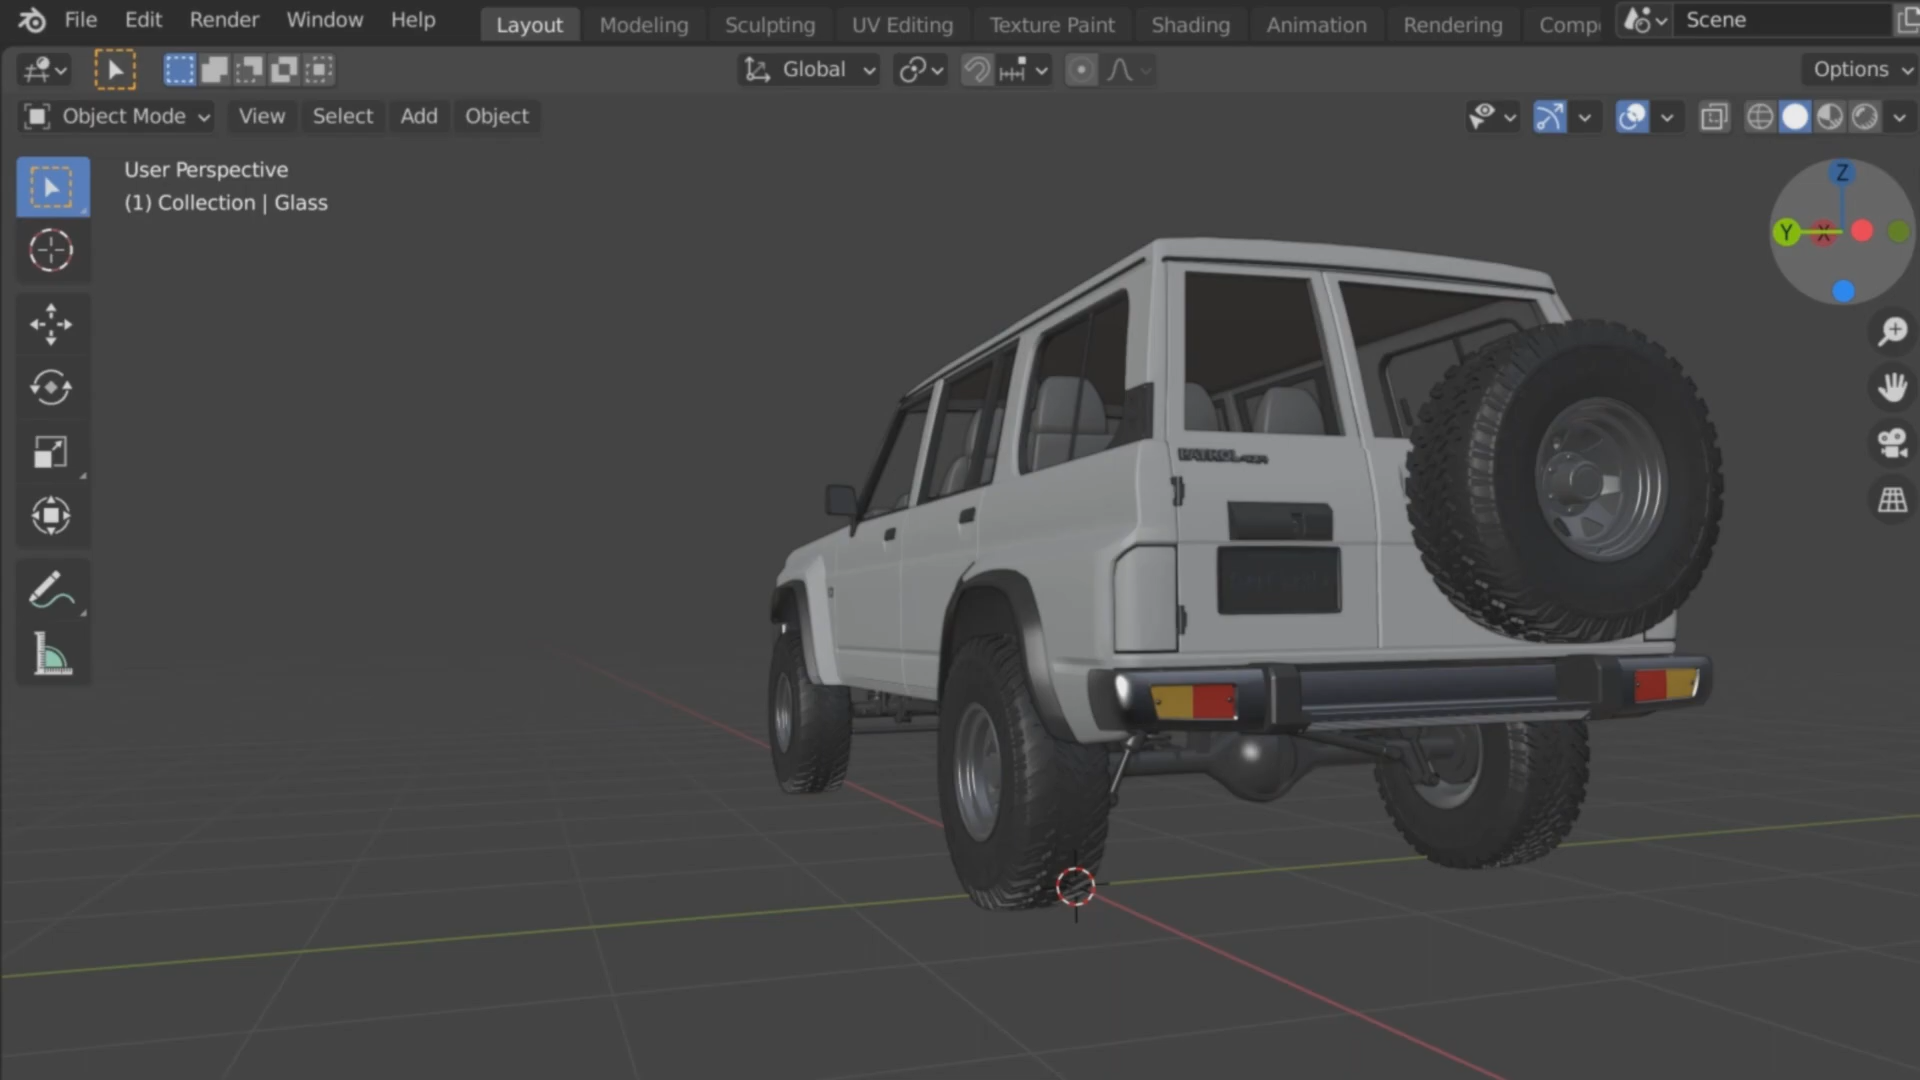 File Edit Render Window Help Layout Modeling Sculpting UV Editing Texture Paint Shading Animation Rendering Comp Scene
Global Options
Object Mode View Select Add Object
User Perspective
(1) Collection | Glass
Z
Y X
PATROL